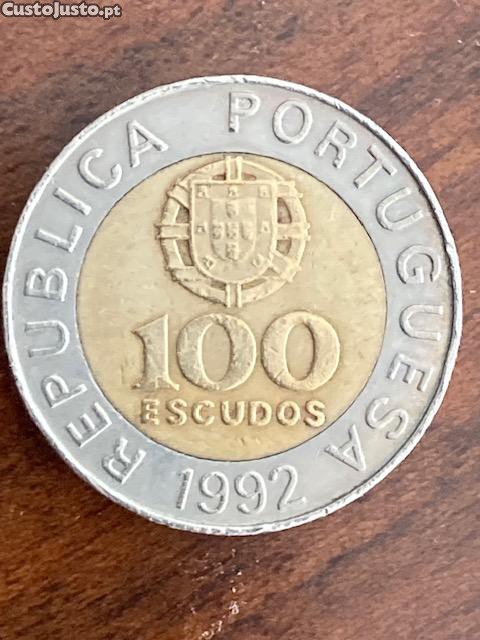 CustoJusto.pt
REPUBLICA PORTUGUESA
100
ESCUDOS
1992